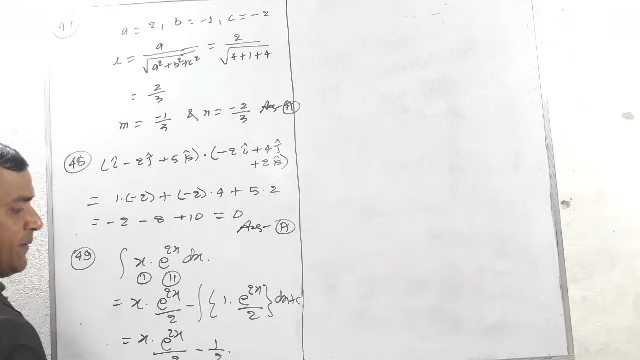 47
a = 2, b = -1, c = -2
l = a/√(a²+b²+c²) = 2/√(4+1+4)
= 2/3
m = -1/3 & n = -2/3 Ans- (A)
48 (î - 2ĵ + 5k̂) · (-2î + 4ĵ
+ 2k̂)
= 1·(-2) + (-2)·4 + 5·2
= -2 - 8 + 10 = 0
Ans- (A)
49 ∫ x · e^2x dx.
I II
= x · e^2x/2 - ∫{1 · e^2x/2} dx+c
= x · e^2x/2 - 1/2 .